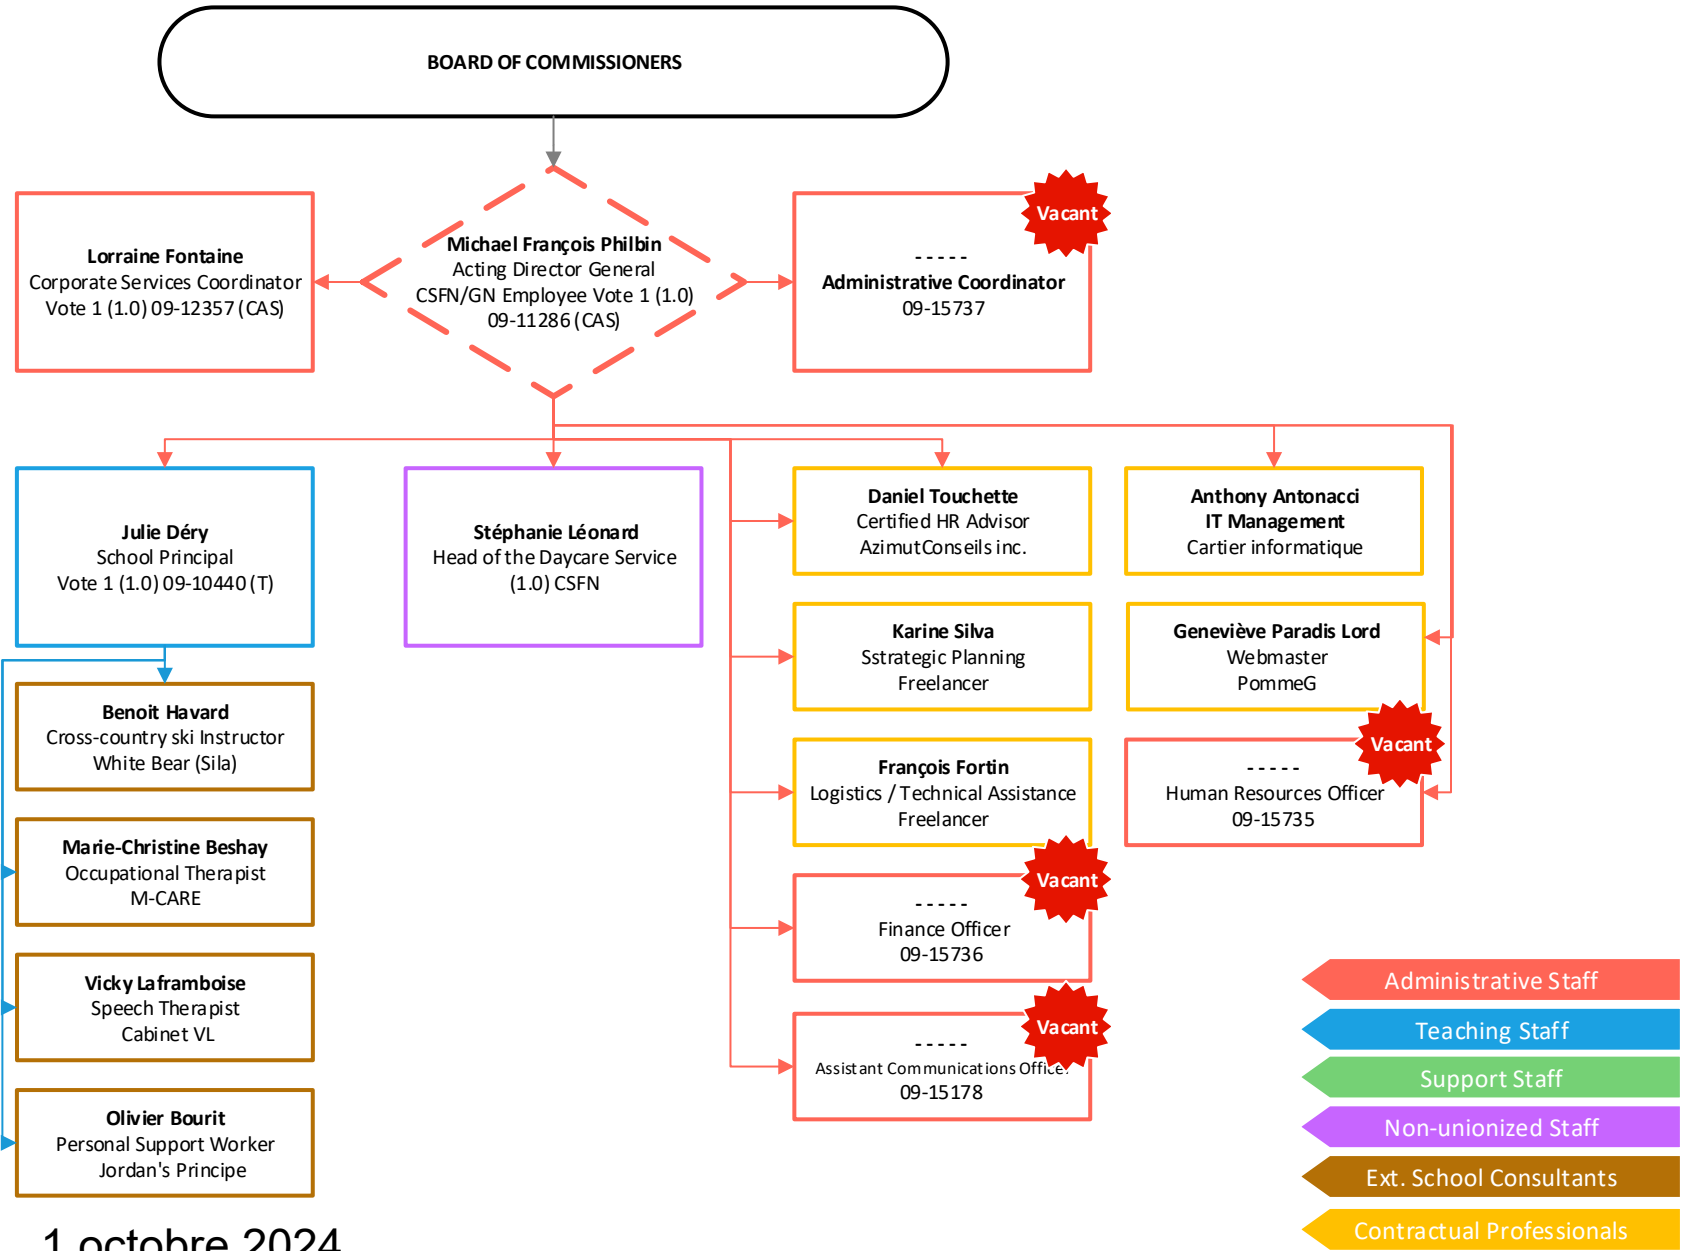 BOARD OF COMMISSIONERS
Lorraine Fontaine
Corporate Services Coordinator
Vote 1 (1.0) 09-12357 (CAS)
Michael François Philbin
Acting Director General
CSFN/GN Employee Vote 1 (1.0)
09-11286 (CAS)
Vacant
- - - - -
Administrative Coordinator
09-15737
Julie Déry
School Principal
Vote 1 (1.0) 09-10440 (T)
Stéphanie Léonard
Head of the Daycare Service
(1.0) CSFN
Daniel Touchette
Certified HR Advisor
AzimutConseils inc.
Anthony Antonacci
IT Management
Cartier informatique
Karine Silva
Sstrategic Planning
Freelancer
Geneviève Paradis Lord
Webmaster
PommeG
Benoit Havard
Cross-country ski Instructor
White Bear (Sila)
François Fortin
Logistics / Technical Assistance
Freelancer
Vacant
- - - - -
Human Resources Officer
09-15735
Marie-Christine Beshay
Occupational Therapist
M-CARE
Vacant
- - - - -
Finance Officer
09-15736
Vicky Laframboise
Speech Therapist
Cabinet VL
Vacant
- - - - -
Assistant Communications Officer
09-15178
Olivier Bourit
Personal Support Worker
Jordan's Principe
Administrative Staff
Teaching Staff
Support Staff
Non-unionized Staff
Ext. School Consultants
Contractual Professionals
1 octobre 2024